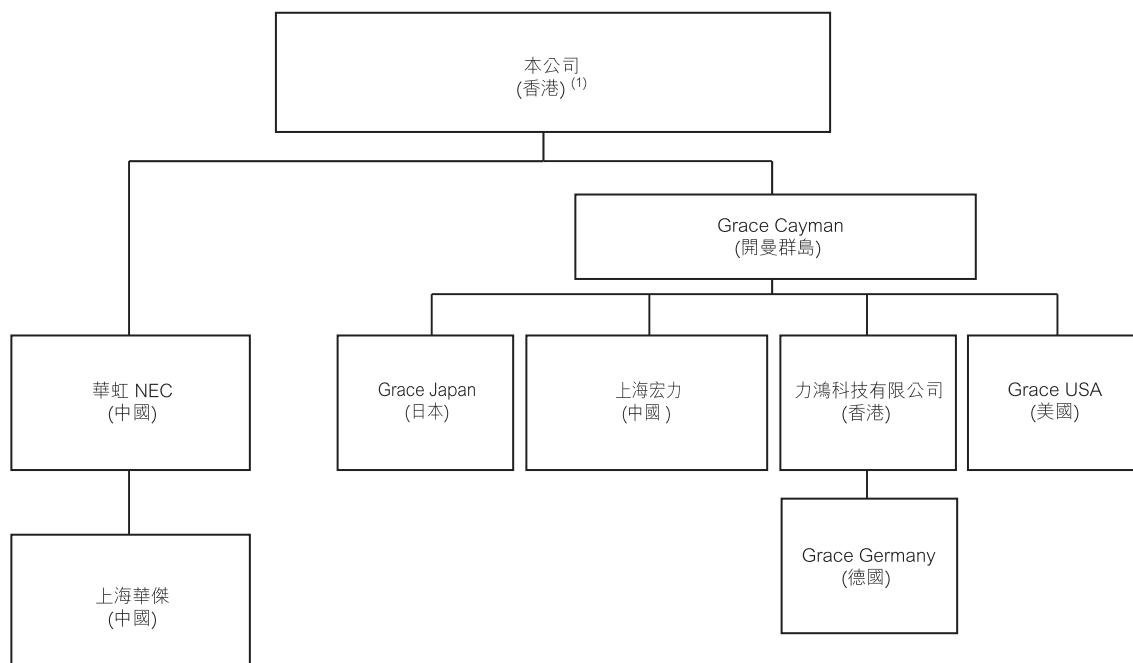 本公司
(香港) (1)
Grace Cayman
(開曼群島)
華虹 NEC
(中國)
Grace Japan
(日本)
上海宏力
(中國 )
力鴻科技有限公司
(香港)
Grace USA
(美國)
Grace Germany
(德國)
上海華傑
(中國)